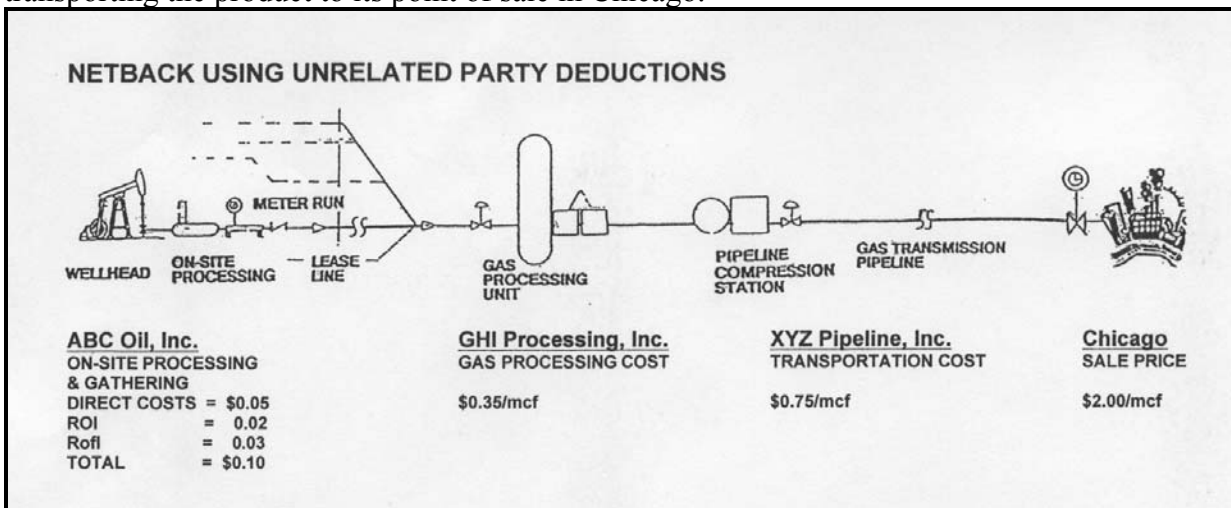 transporting the product to its point of sale in Chicago.
NETBACK USING UNRELATED PARTY DEDUCTIONS
METER RUN
WELLHEAD
ON-SITE
PROCESSING
LEASE
LINE
GAS
PROCESSING
UNIT
PIPELINE
COMPRESSION
STATION
GAS TRANSMISSION
PIPELINE
ABC Oil, Inc.
ON-SITE PROCESSING
& GATHERING
DIRECT COSTS = $0.05
ROI = 0.02
RofI = 0.03
TOTAL = $0.10
GHI Processing, Inc.
GAS PROCESSING COST
$0.35/mcf
XYZ Pipeline, Inc.
TRANSPORTATION COST
$0.75/mcf
Chicago
SALE PRICE
$2.00/mcf